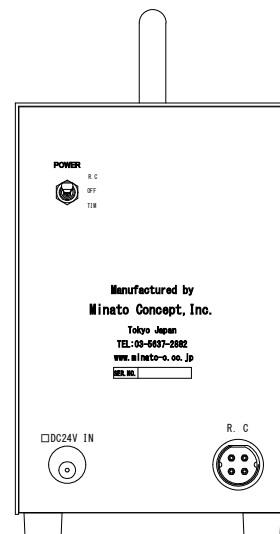 POWER
R.C
OFF
TIM
Manufactured by
Minato Concept, Inc.
Tokyo Japan
TEL:03-5637-2882
www.minato-c.co.jp
SER.NO.
□DC24V IN
R. C